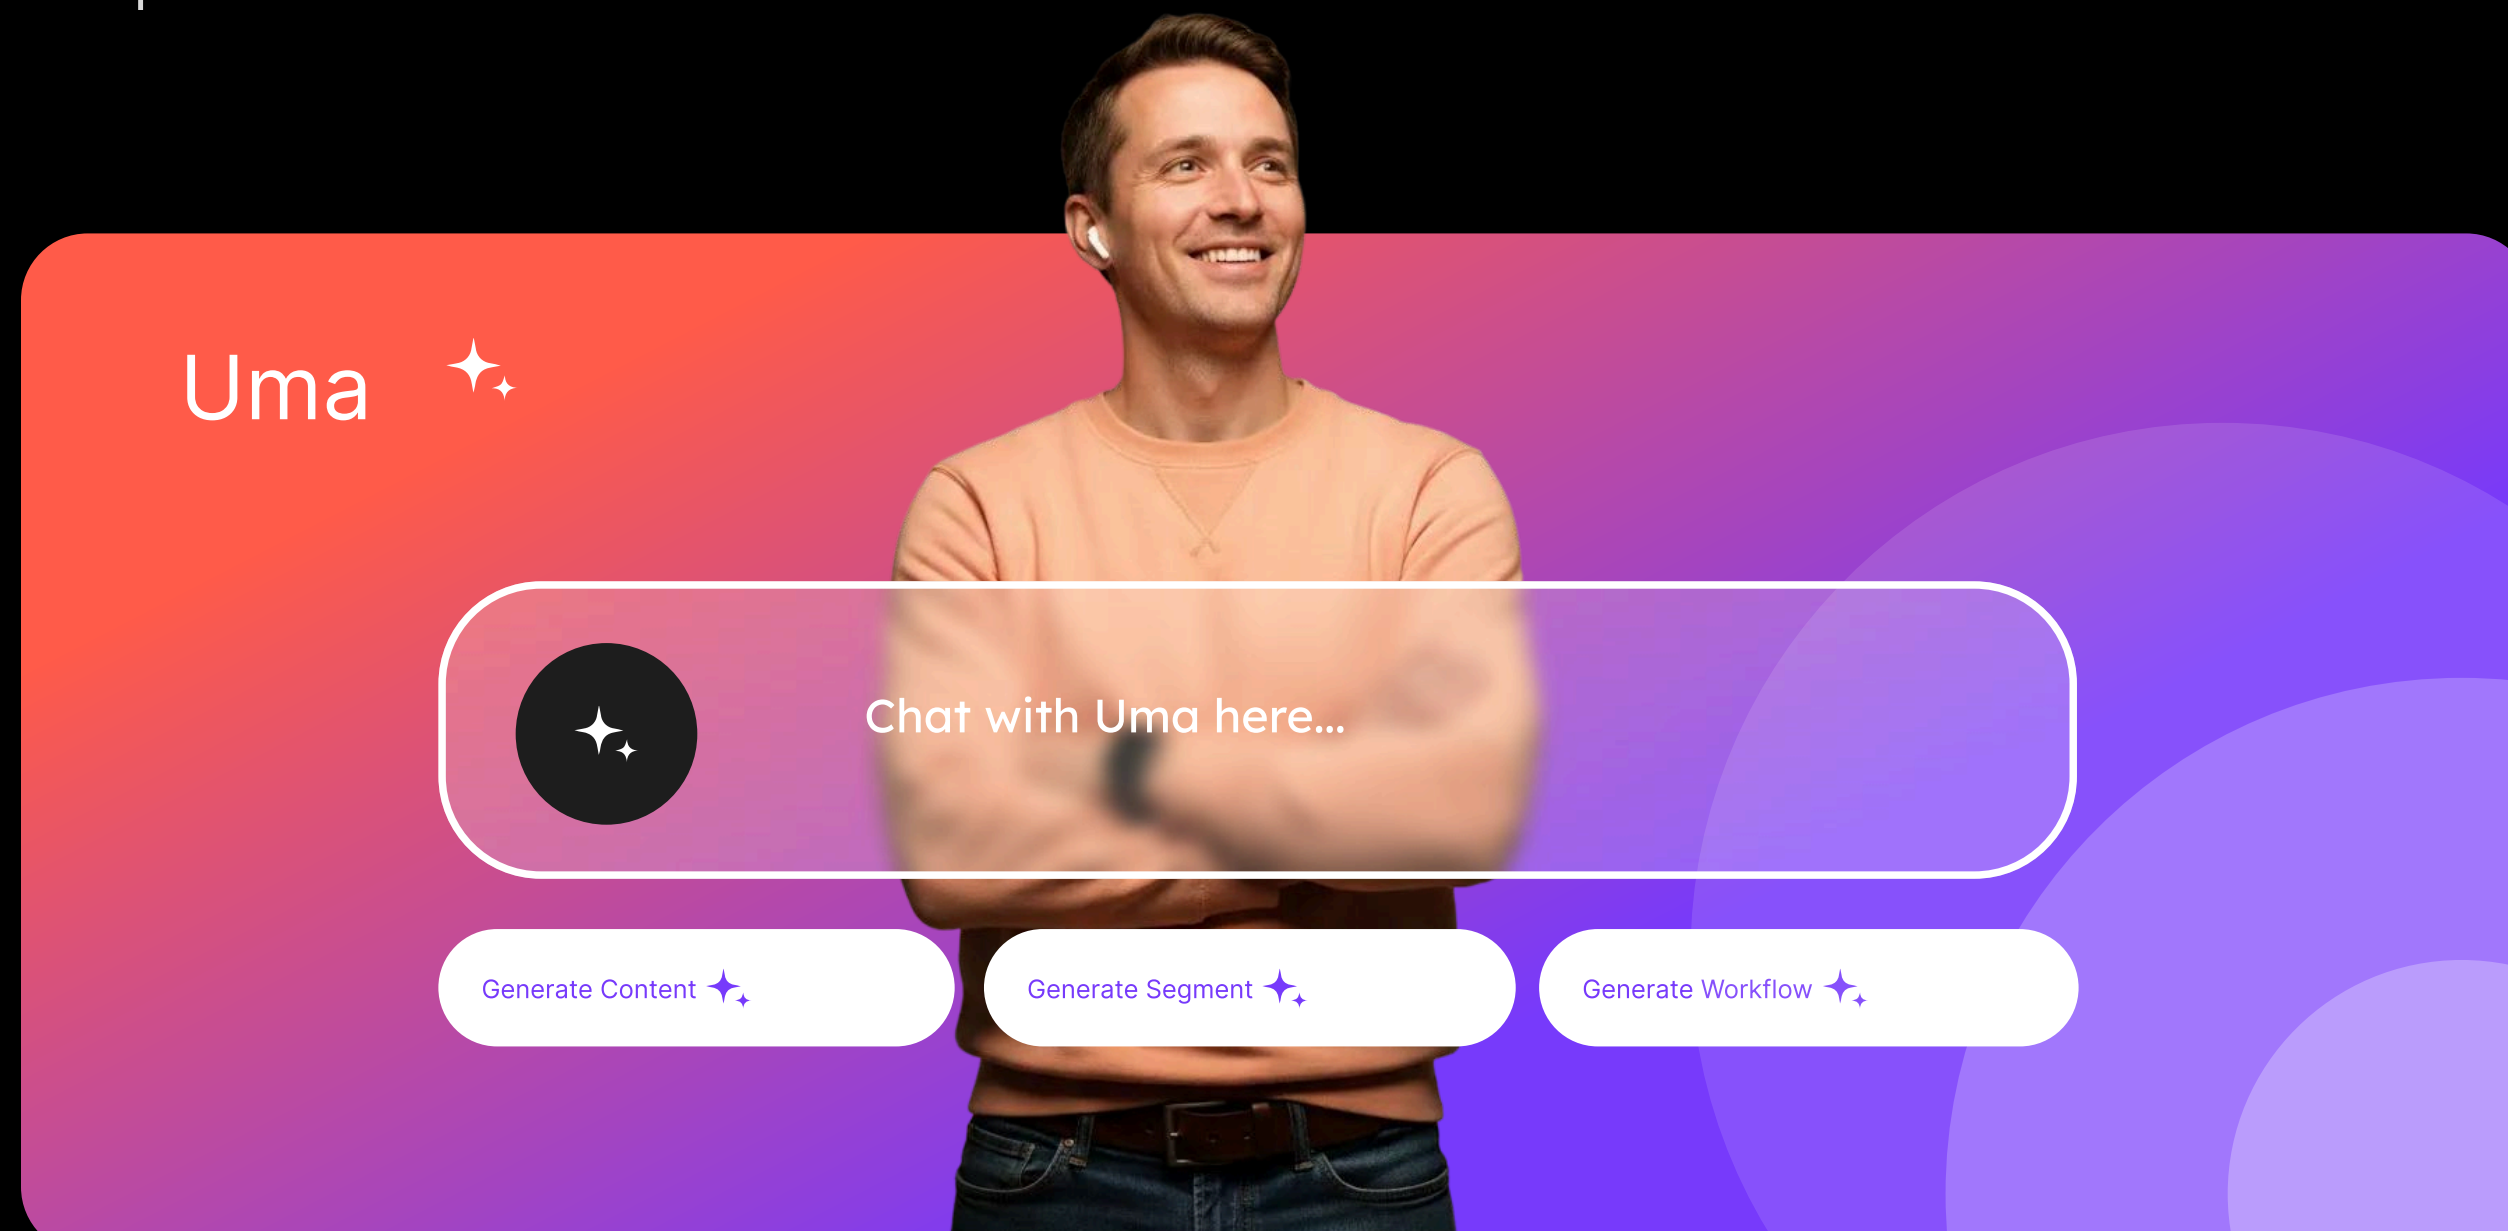 Uma
Chat with Uma here...
Generate Content
Generate Segment
Generate Workflow